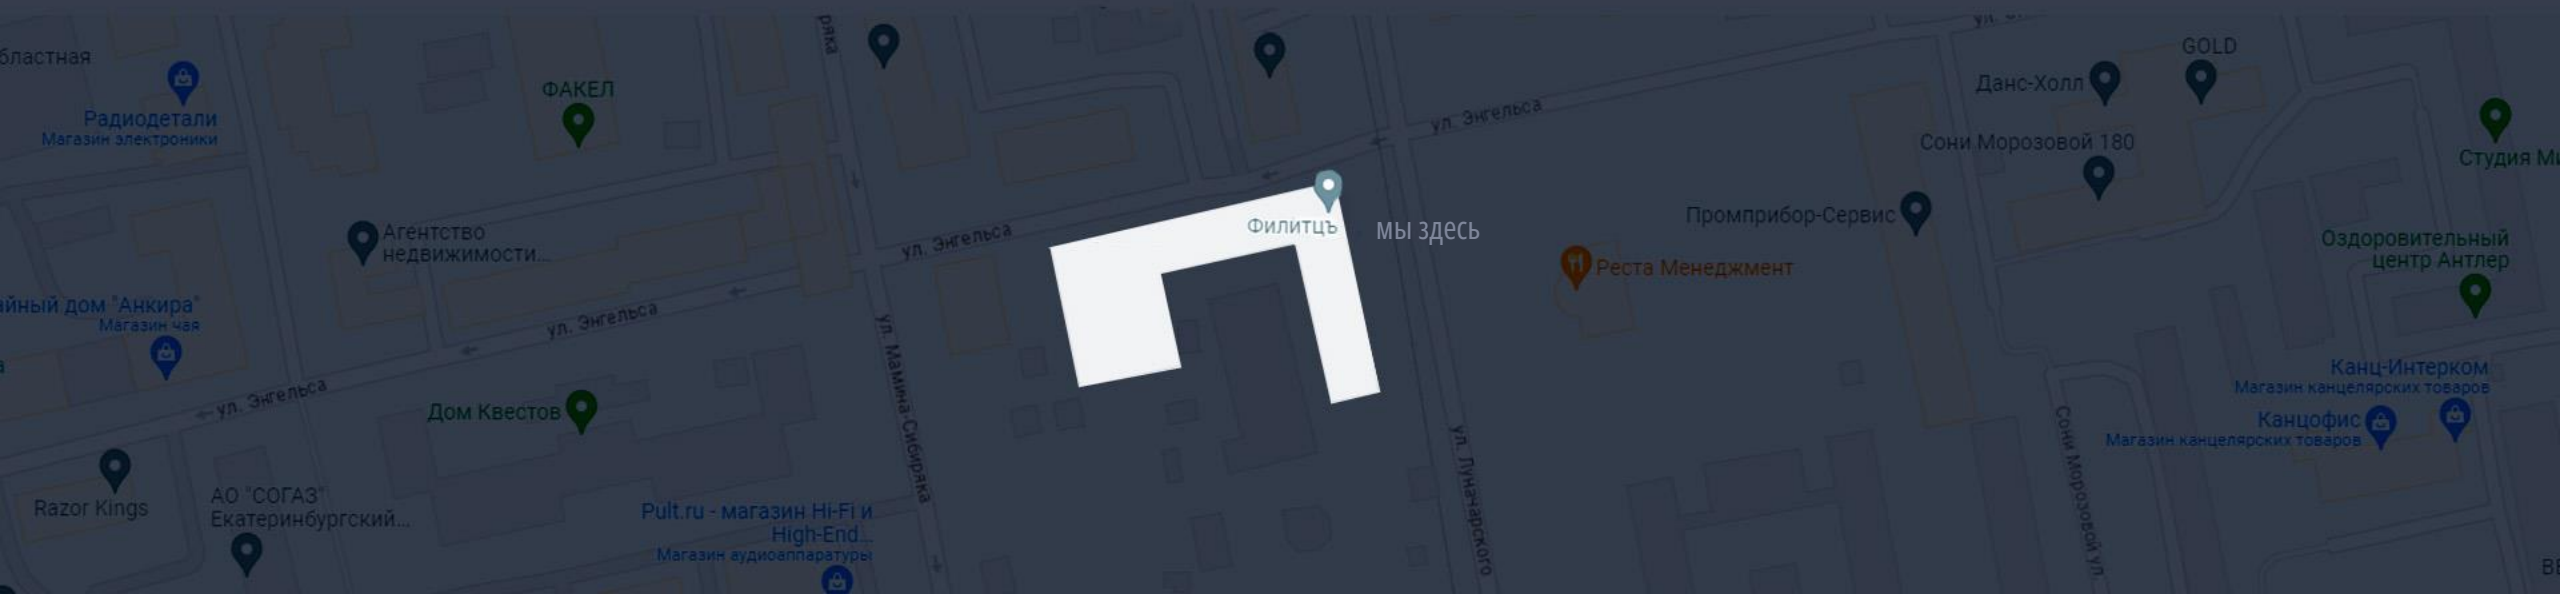 бластная
Радиодетали
Магазин электроники
ФАКЕЛ
ряка
GOLD
Данс-Холл
Сони Морозовой 180
Студия Ми
ул. Энгельса
Филитцъ
мы здесь
Промприбор-Сервис
Агентство
недвижимости...
ул. Энгельса
Реста Менеджмент
Оздоровительный
центр Антлер
айный дом "Анкира"
Магазин чая
ул. Энгельса
ул. Мамина-Сибиряка
ул. Энгельса
Дом Квестов
Канц-Интерком
Магазин канцелярских товаров
Канцофис
Магазин канцелярских товаров
ул. Луначарского
Сони Морозовой ул.
Razor Kings
АО "СОГАЗ"
Екатеринбургский...
Pult.ru - магазин Hi-Fi и
High-End...
Магазин аудиоаппаратуры